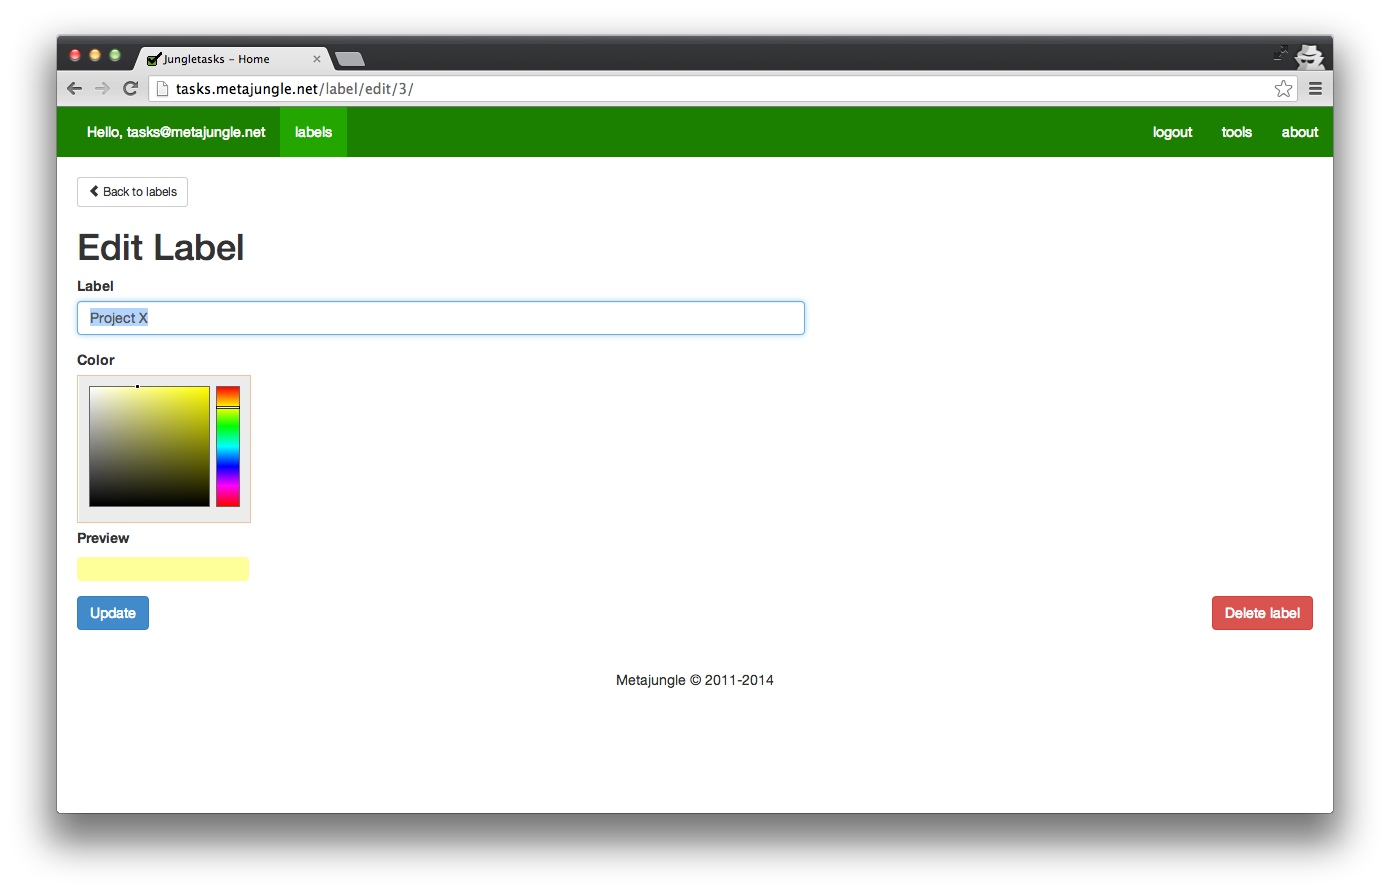 Jungletasks – Home
tasks.metajungle.net/label/edit/3/
Hello, tasks@metajungle.net labels logout tools about
Back to labels
Edit Label
Label
Project X
Color
Preview
Update Delete label
Metajungle © 2011-2014